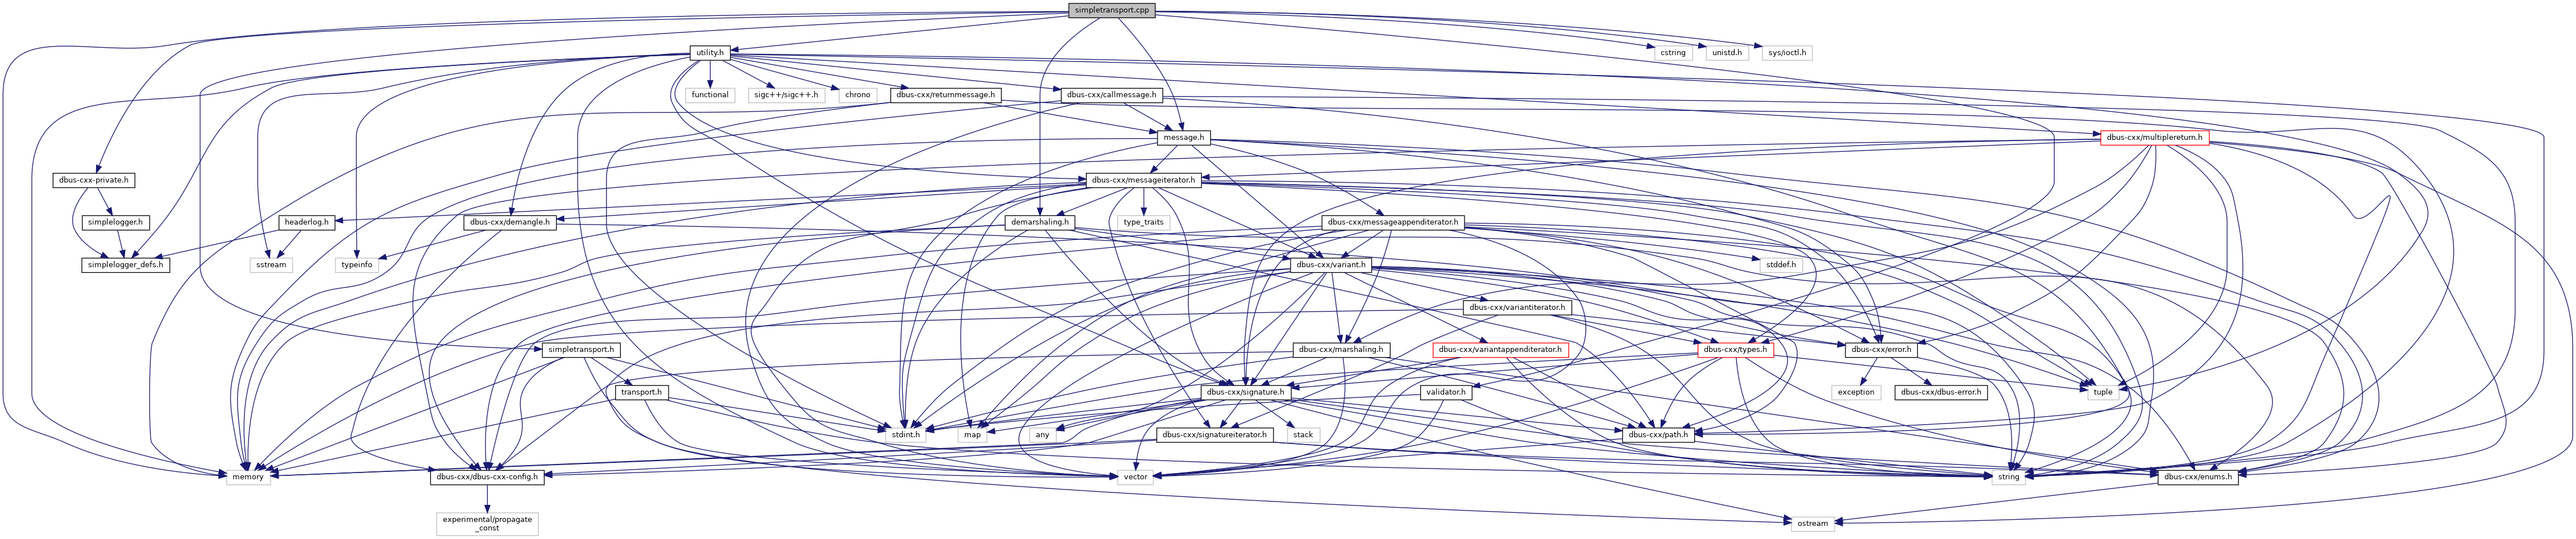 simpletransport.cpp
utility.h
cstring
unistd.h
sys/ioctl.h
functional
sigc++/sigc++.h
chrono
dbus-cxx/returnmessage.h
dbus-cxx/callmessage.h
message.h
dbus-cxx/multiplereturn.h
dbus-cxx-private.h
dbus-cxx/messageiterator.h
simplelogger.h
headerlog.h
dbus-cxx/demangle.h
demarshaling.h
type_traits
dbus-cxx/messageappenditerator.h
simplelogger_defs.h
sstream
typeinfo
dbus-cxx/variant.h
stddef.h
dbus-cxx/variantiterator.h
simpletransport.h
dbus-cxx/marshaling.h
dbus-cxx/variantappenditerator.h
dbus-cxx/types.h
dbus-cxx/error.h
transport.h
dbus-cxx/signature.h
validator.h
exception
dbus-cxx/dbus-error.h
tuple
stdint.h
map
any
dbus-cxx/signatureiterator.h
stack
dbus-cxx/path.h
memory
dbus-cxx/dbus-cxx-config.h
vector
string
dbus-cxx/enums.h
experimental/propagate
_const
ostream